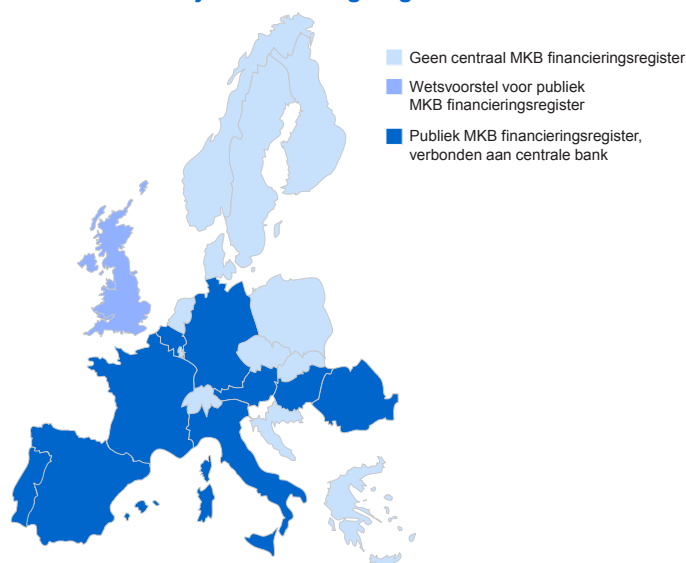 Geen centraal MKB financieringsregister
Wetsvoorstel voor publiek
MKB financieringsregister
Publiek MKB financieringsregister,
verbonden aan centrale bank